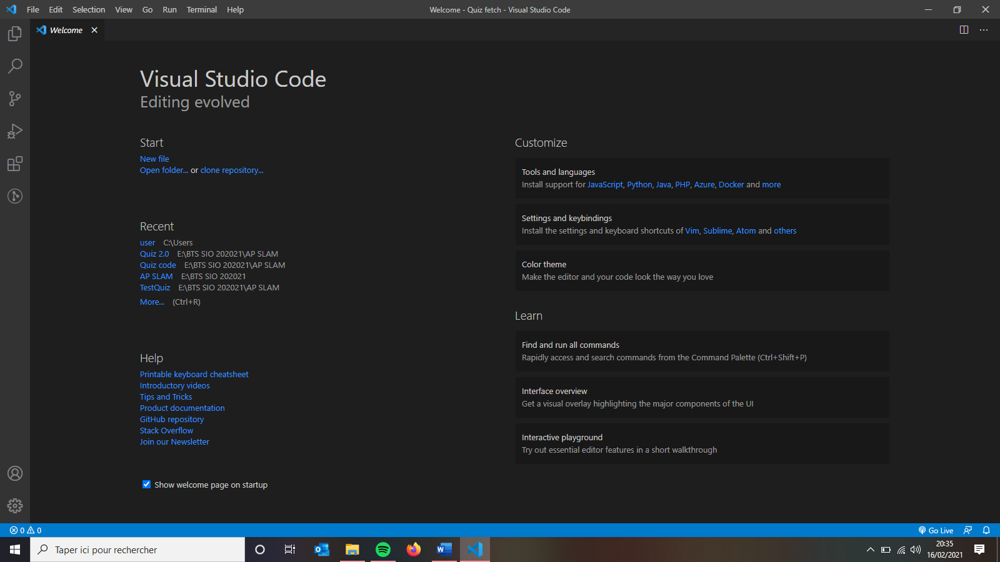 File Edit Selection View Go Run Terminal Help
Welcome - Quiz fetch - Visual Studio Code
Welcome
Visual Studio Code
Editing evolved
Start
New file
Open folder... or clone repository...
Recent
user C:\Users
Quiz 2.0 E:\BTS SIO 202021\AP SLAM
Quiz code E:\BTS SIO 202021\AP SLAM
AP SLAM E:\BTS SIO 202021
TestQuiz E:\BTS SIO 202021\AP SLAM
More... (Ctrl+R)
Help
Printable keyboard cheatsheet
Introductory videos
Tips and Tricks
Product documentation
GitHub repository
Stack Overflow
Join our Newsletter
Show welcome page on startup
Customize
Tools and languages
Install support for JavaScript, Python, Java, PHP, Azure, Docker and more
Settings and keybindings
Install the settings and keyboard shortcuts of Vim, Sublime, Atom and others
Color theme
Make the editor and your code look the way you love
Learn
Find and run all commands
Rapidly access and search commands from the Command Palette (Ctrl+Shift+P)
Interface overview
Get a visual overlay highlighting the major components of the UI
Interactive playground
Try out essential editor features in a short walkthrough
0 0
Go Live
Taper ici pour rechercher
20:35
16/02/2021